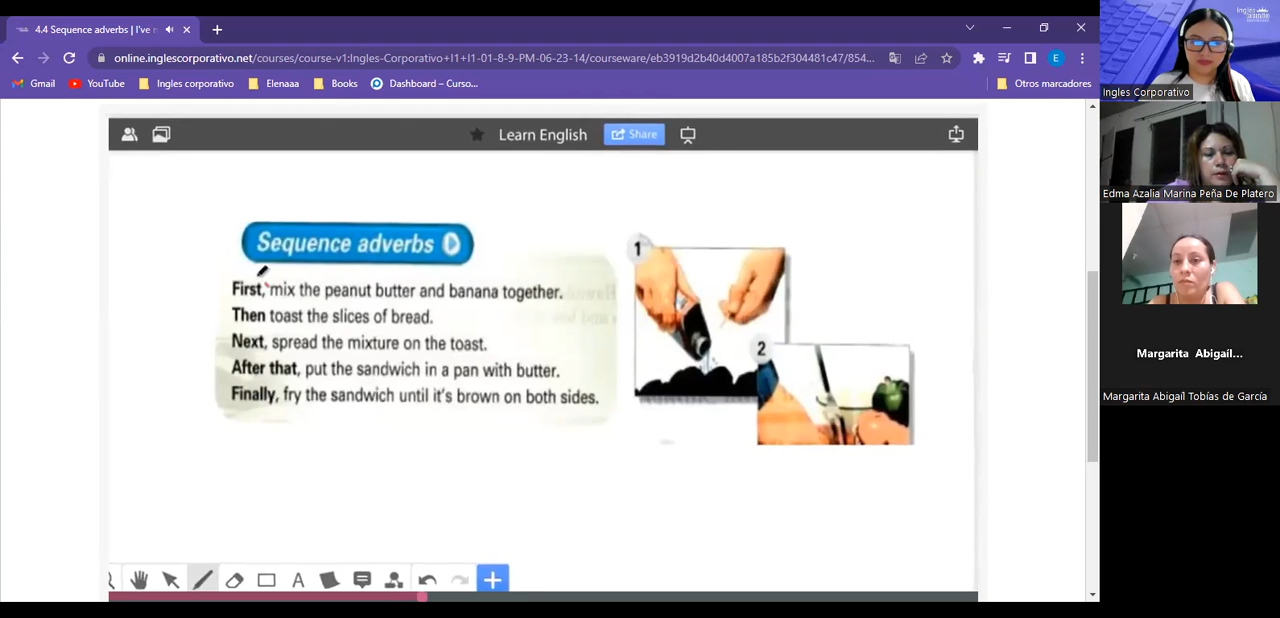 4.4 Sequence adverbs | I've
online.inglescorporativo.net/courses/course-v1:Ingles-Corporativo+I1+I1-01-8-9-PM-06-23-14/courseware/eb3919d2b40d4007a185b2f304481c47/854...
E
Gmail
YouTube
Ingles corporativo
Elenaaa
Books
Dashboard – Curso...
Otros marcadores
Learn English
Share
Sequence adverbs
First, mix the peanut butter and banana together.
Then toast the slices of bread.
Next, spread the mixture on the toast.
After that, put the sandwich in a pan with butter.
Finally, fry the sandwich until it's brown on both sides.
1
2
A
Ingles Corporativo
Edma Azalia Marina Peña De Platero
Margarita Abigaíl...
Margarita Abigaíl Tobías de García